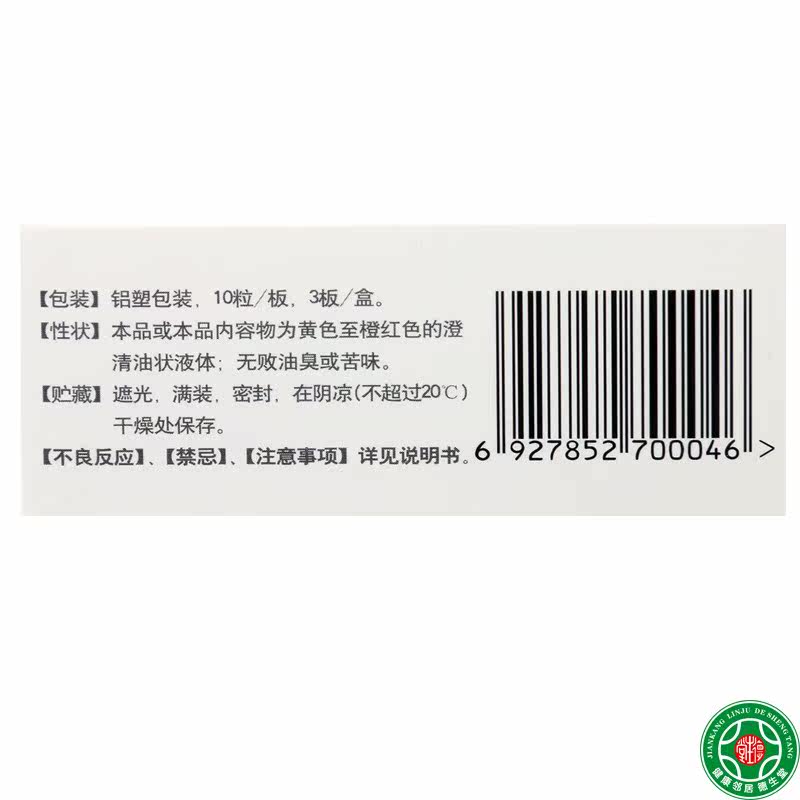 【包装】铝塑包装，10粒/板，3板/盒。
【性状】本品或本品内容物为黄色至橙红色的澄
清油状液体；无败油臭或苦味。
【贮藏】遮光，满装，密封，在阴凉(不超过20℃)
干燥处保存。
【不良反应】、【禁忌】、【注意事项】详见说明书。
6 927852 700046 >
JIANKANG LINJU DE SHENG TANG
健康邻居 德生堂